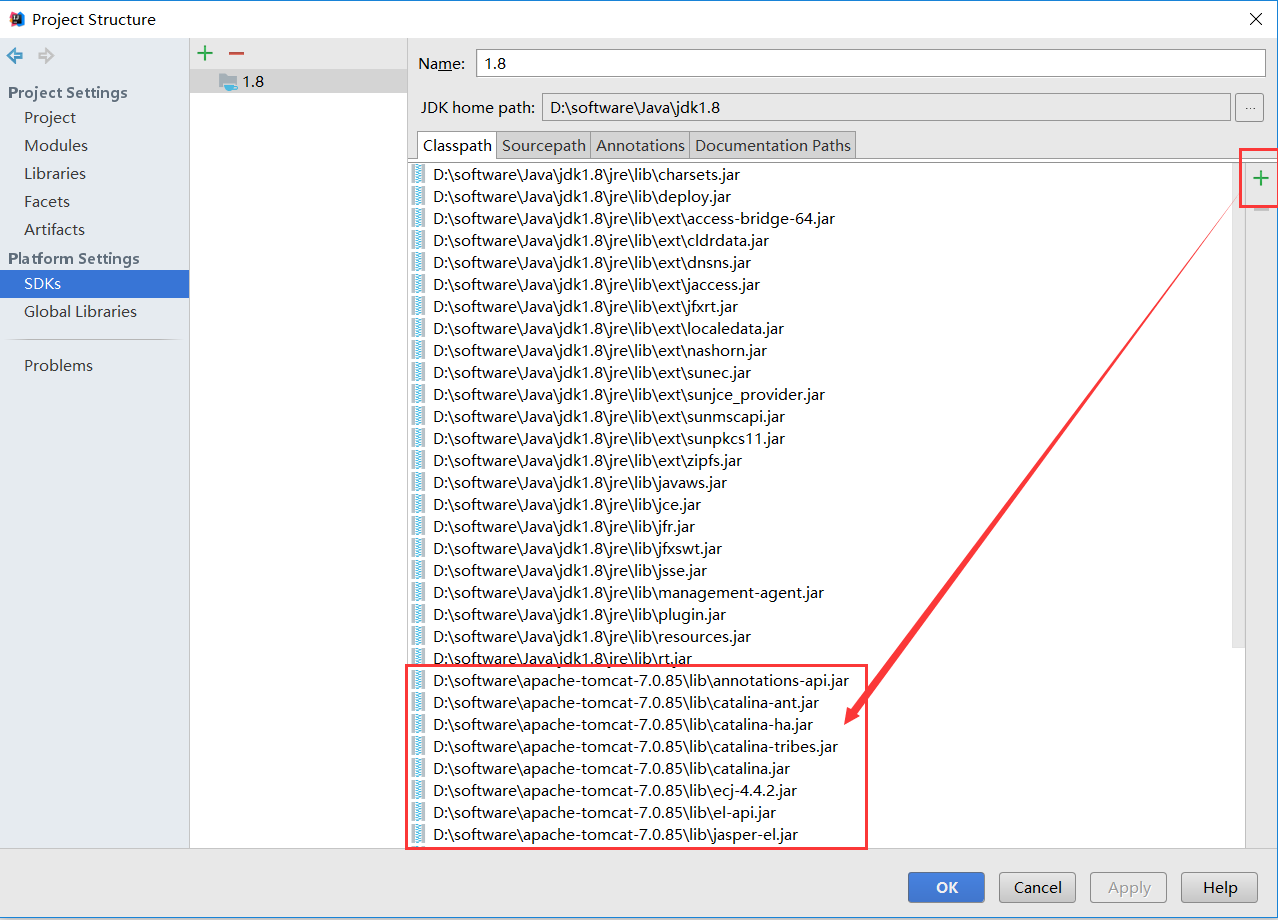 Project Structure
Project Settings
Project
Modules
Libraries
Facets
Artifacts
Platform Settings
SDKs
Global Libraries
Problems
1.8
Name: 1.8
JDK home path: D:\software\Java\jdk1.8 ...
Classpath Sourcepath Annotations Documentation Paths
D:\software\Java\jdk1.8\jre\lib\charsets.jar
D:\software\Java\jdk1.8\jre\lib\deploy.jar
D:\software\Java\jdk1.8\jre\lib\ext\access-bridge-64.jar
D:\software\Java\jdk1.8\jre\lib\ext\cldrdata.jar
D:\software\Java\jdk1.8\jre\lib\ext\dnsns.jar
D:\software\Java\jdk1.8\jre\lib\ext\jaccess.jar
D:\software\Java\jdk1.8\jre\lib\ext\jfxrt.jar
D:\software\Java\jdk1.8\jre\lib\ext\localedata.jar
D:\software\Java\jdk1.8\jre\lib\ext\nashorn.jar
D:\software\Java\jdk1.8\jre\lib\ext\sunec.jar
D:\software\Java\jdk1.8\jre\lib\ext\sunjce_provider.jar
D:\software\Java\jdk1.8\jre\lib\ext\sunmscapi.jar
D:\software\Java\jdk1.8\jre\lib\ext\sunpkcs11.jar
D:\software\Java\jdk1.8\jre\lib\ext\zipfs.jar
D:\software\Java\jdk1.8\jre\lib\javaws.jar
D:\software\Java\jdk1.8\jre\lib\jce.jar
D:\software\Java\jdk1.8\jre\lib\jfr.jar
D:\software\Java\jdk1.8\jre\lib\jfxswt.jar
D:\software\Java\jdk1.8\jre\lib\jsse.jar
D:\software\Java\jdk1.8\jre\lib\management-agent.jar
D:\software\Java\jdk1.8\jre\lib\plugin.jar
D:\software\Java\jdk1.8\jre\lib\resources.jar
D:\software\Java\jdk1.8\jre\lib\rt.jar
D:\software\apache-tomcat-7.0.85\lib\annotations-api.jar
D:\software\apache-tomcat-7.0.85\lib\catalina-ant.jar
D:\software\apache-tomcat-7.0.85\lib\catalina-ha.jar
D:\software\apache-tomcat-7.0.85\lib\catalina-tribes.jar
D:\software\apache-tomcat-7.0.85\lib\catalina.jar
D:\software\apache-tomcat-7.0.85\lib\ecj-4.4.2.jar
D:\software\apache-tomcat-7.0.85\lib\el-api.jar
D:\software\apache-tomcat-7.0.85\lib\jasper-el.jar
OK Cancel Apply Help